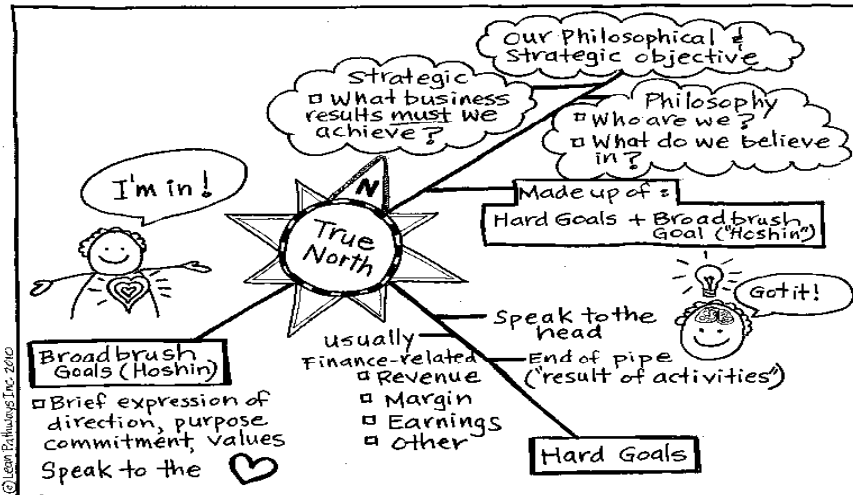 Our Philosophical &
Strategic objective
Strategic
▫ What business
results must we
achieve?
Philosophy
▫ Who are we?
▫ What do we believe
in?
I'm in!
N
True
North
Made up of:
Hard Goals + Broadbrush
Goal ("Hoshin")
Got it!
Speak to the
head
End of pipe
("result of activities")
usually
Finance-related
▫ Revenue
▫ Margin
▫ Earnings
▫ Other
Hard Goals
Broadbrush
Goals (Hoshin)
▫ Brief expression of
direction, purpose
commitment, values
Speak to the
© Lean Pathways Inc 2010